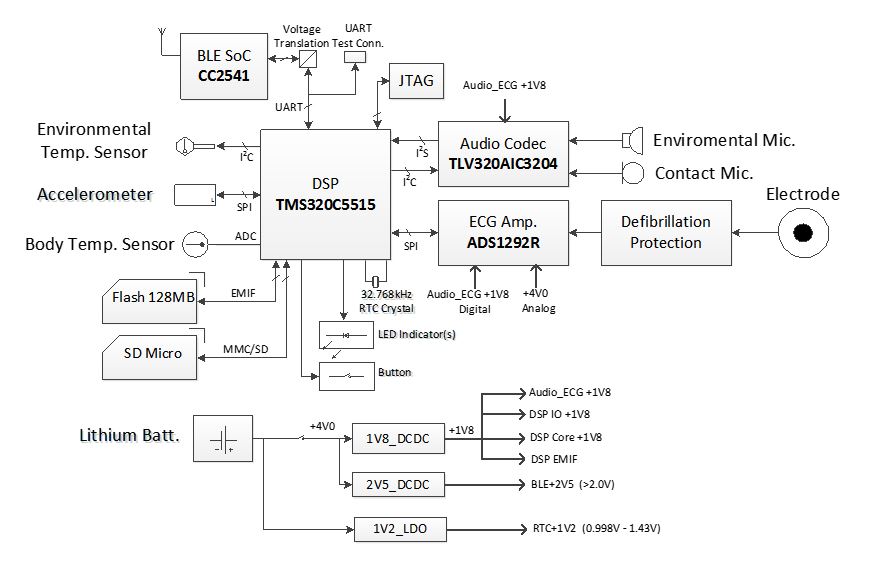 Voltage
Translation
UART
Test Conn.
BLE SoC
CC2541
UART
JTAG
Audio_ECG +1V8
Environmental
Temp. Sensor
I²C
DSP
TMS320C5515
I²S
I²C
Audio Codec
TLV320AIC3204
Enviromental Mic.
Contact Mic.
Accelerometer
L
SPI
Body Temp. Sensor
ADC
SPI
ECG Amp.
ADS1292R
Defibrillation
Protection
Electrode
Audio_ECG +1V8
Digital
+4V0
Analog
Flash 128MB
EMIF
32.768kHz
RTC Crystal
LED Indicator(s)
SD Micro
MMC/SD
Button
Lithium Batt.
+4V0
1V8_DCDC
+1V8
Audio_ECG +1V8
DSP IO +1V8
DSP Core +1V8
DSP EMIF
2V5_DCDC
BLE+2V5 (>2.0V)
1V2_LDO
RTC+1V2 (0.998V - 1.43V)